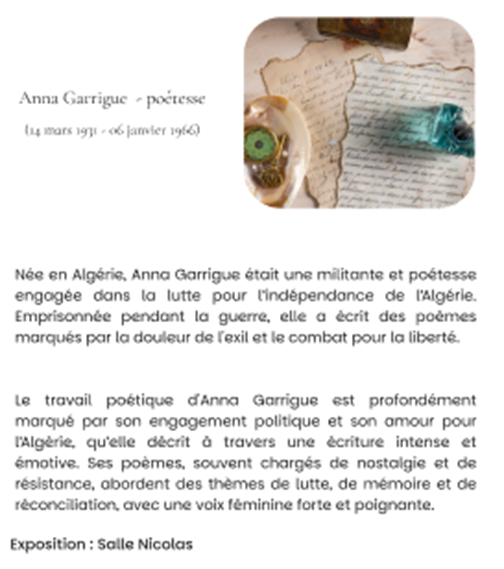 Anna Garrigue - poétesse
(14 mars 1931 - 06 janvier 1966)
Née en Algérie, Anna Garrigue était une militante et poétesse
engagée dans la lutte pour l'indépendance de l'Algérie.
Emprisonnée pendant la guerre, elle a écrit des poèmes
marqués par la douleur de l'exil et le combat pour la liberté.
Le travail poétique d'Anna Garrigue est profondément
marqué par son engagement politique et son amour pour
l'Algérie, qu'elle décrit à travers une écriture intense et
émotive. Ses poèmes, souvent chargés de nostalgie et de
résistance, abordent des thèmes de lutte, de mémoire et de
réconciliation, avec une voix féminine forte et poignante.
Exposition : Salle Nicolas